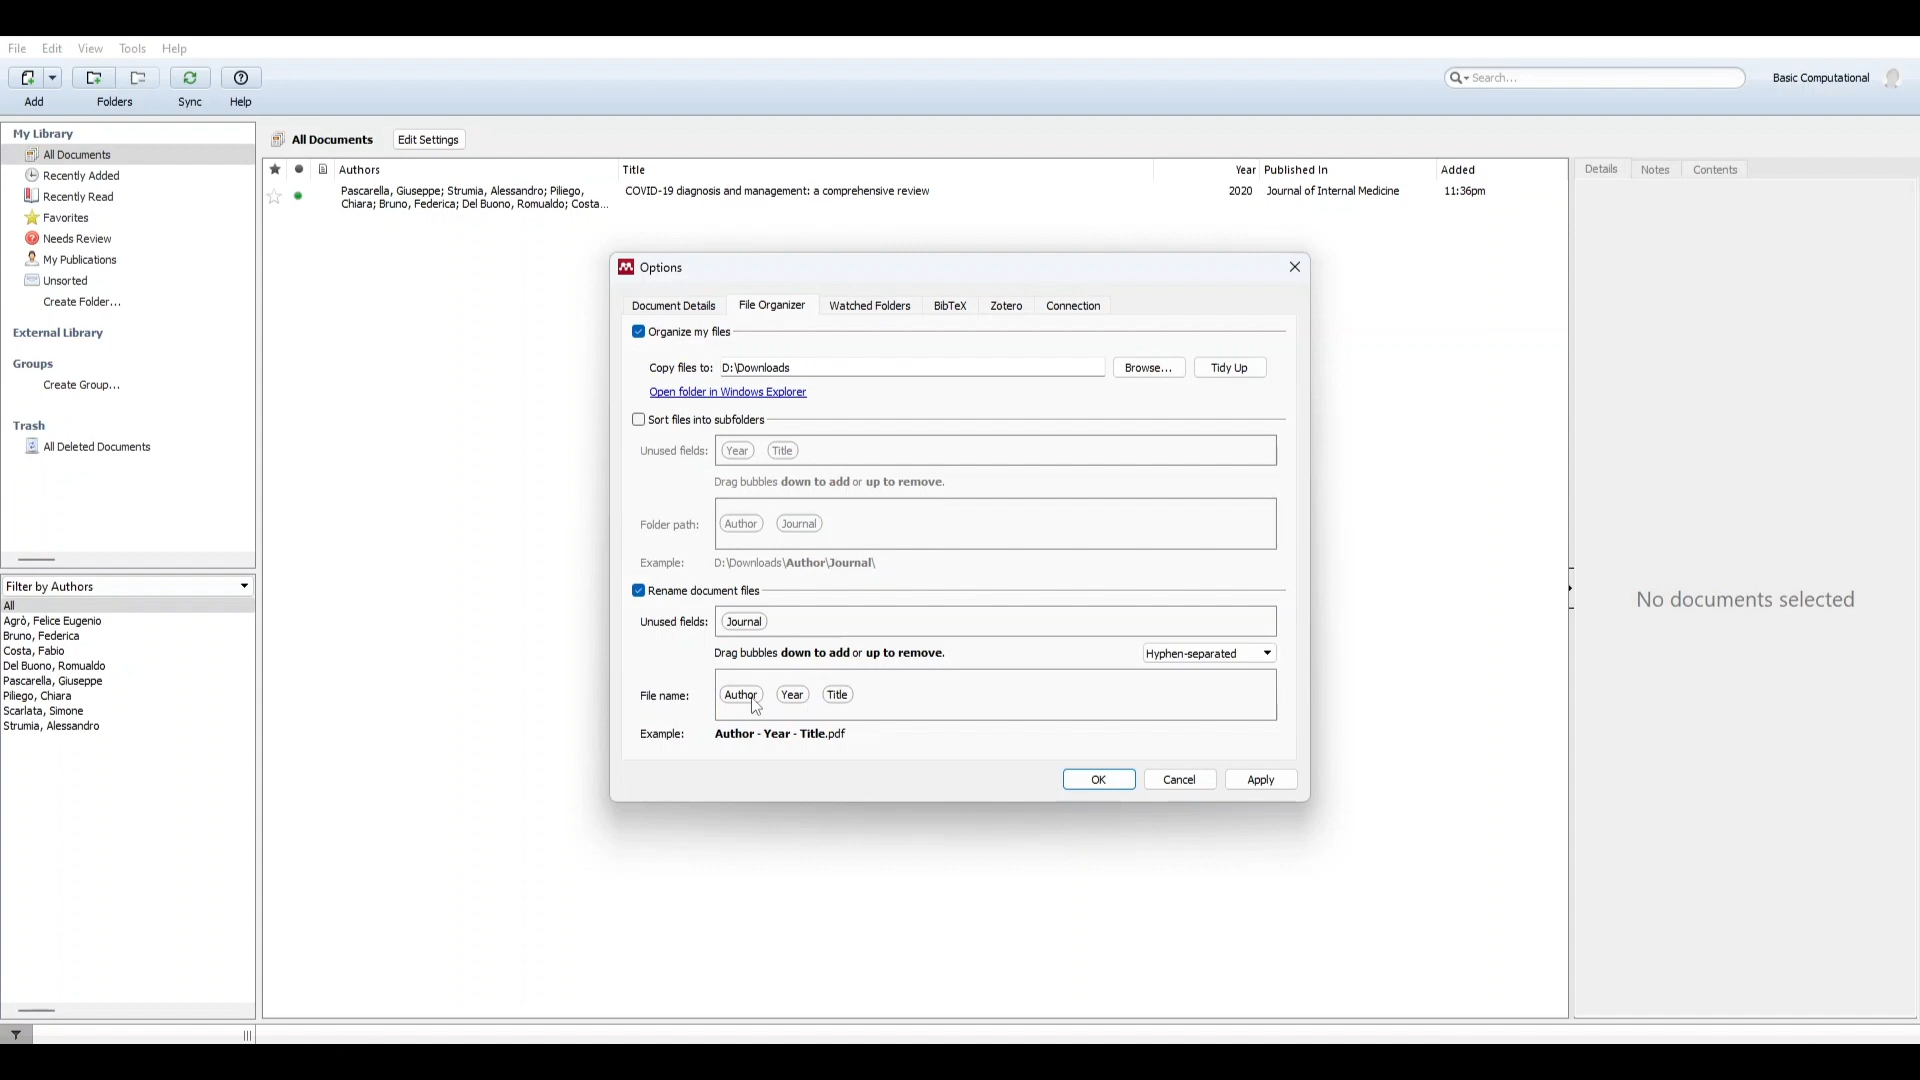 File Edit View Tools Help
Search...
Basic Computational
Add Folders Sync Help
My Library
All Documents
Recently Added
Recently Read
Favorites
Needs Review
My Publications
Unsorted
Create Folder...
External Library
Groups
Create Group...
Trash
All Deleted Documents
Filter by Authors
All
Agrò, Felice Eugenio
Bruno, Federica
Costa, Fabio
Del Buono, Romualdo
Pascarella, Giuseppe
Piliego, Chiara
Scarlata, Simone
Strumia, Alessandro
All Documents Edit Settings
Authors Title Year Published In Added
Pascarella, Giuseppe; Strumia, Alessandro; Piliego, COVID-19 diagnosis and management: a comprehensive review 2020 Journal of Internal Medicine 11:36pm
Chiara; Bruno, Federica; Del Buono, Romualdo; Costa...
Options
Document Details File Organizer Watched Folders BibTeX Zotero Connection
Organize my files
Copy files to: D:\Downloads Browse... Tidy Up
Open folder in Windows Explorer
Sort files into subfolders
Unused fields: Year Title
Drag bubbles down to add or up to remove.
Folder path: Author Journal
Example: D:\Downloads\Author\Journal\
Rename document files
Unused fields: Journal
Drag bubbles down to add or up to remove. Hyphen-separated
File name: Author Year Title
Example: Author - Year - Title.pdf
OK Cancel Apply
Details Notes Contents
No documents selected